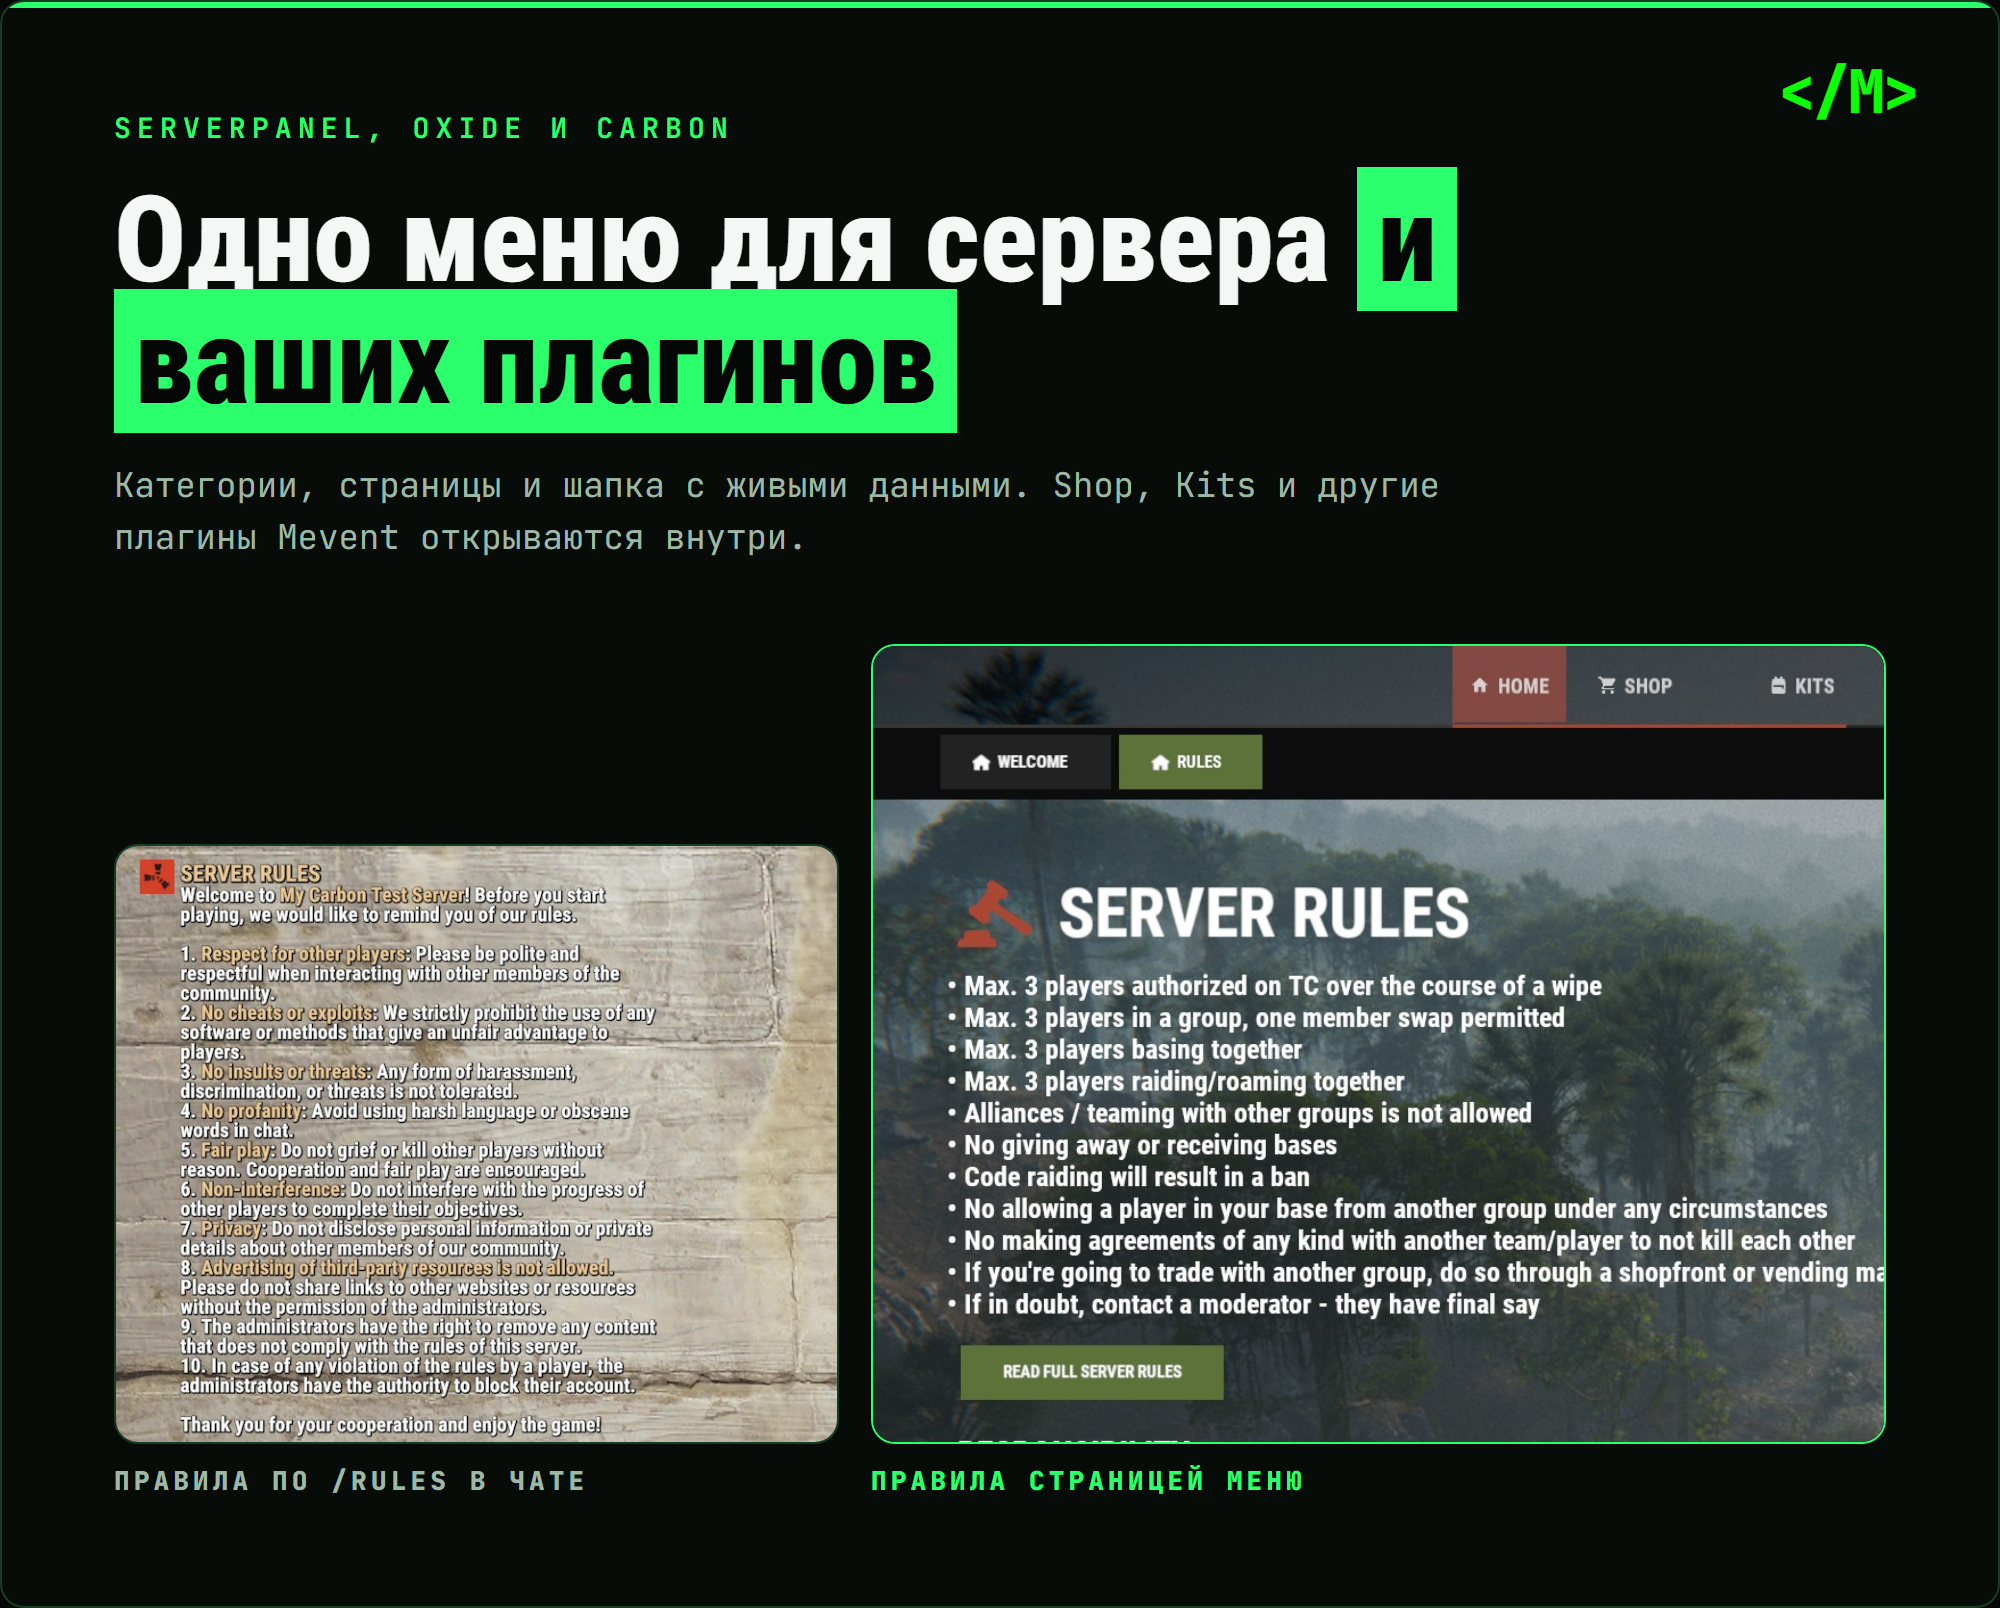 </M>
SERVERPANEL, OXIDE И CARBON
Одно меню для сервера и
ваших плагинов
Категории, страницы и шапка с живыми данными. Shop, Kits и другие
плагины Mevent открываются внутри.
SERVER RULES
Welcome to My Carbon Test Server! Before you start
playing, we would like to remind you of our rules.
1. Respect for other players: Please be polite and
respectful when interacting with other members of the
community.
2. No cheats or exploits: We strictly prohibit the use of any
software or methods that give an unfair advantage to
players.
3. No insults or threats: Any form of harassment,
discrimination, or threats is not tolerated.
4. No profanity: Avoid using harsh language or obscene
words in chat.
5. Fair play: Do not grief or kill other players without
reason. Cooperation and fair play are encouraged.
6. Non-interference: Do not interfere with the progress of
other players to complete their objectives.
7. Privacy: Do not disclose personal information or private
details about other members of our community.
8. Advertising of third-party resources is not allowed.
Please do not share links to other websites or resources
without the permission of the administrators.
9. The administrators have the right to remove any content
that does not comply with the rules of this server.
10. In case of any violation of the rules by a player, the
administrators have the authority to block their account.
Thank you for your cooperation and enjoy the game!
ПРАВИЛА ПО /RULES В ЧАТЕ
HOME SHOP KITS
WELCOME RULES
SERVER RULES
• Max. 3 players authorized on TC over the course of a wipe
• Max. 3 players in a group, one member swap permitted
• Max. 3 players basing together
• Max. 3 players raiding/roaming together
• Alliances / teaming with other groups is not allowed
• No giving away or receiving bases
• Code raiding will result in a ban
• No allowing a player in your base from another group under any circumstances
• No making agreements of any kind with another team/player to not kill each other
• If you're going to trade with another group, do so through a shopfront or vending ma
• If in doubt, contact a moderator - they have final say
READ FULL SERVER RULES
ПРАВИЛА СТРАНИЦЕЙ МЕНЮ